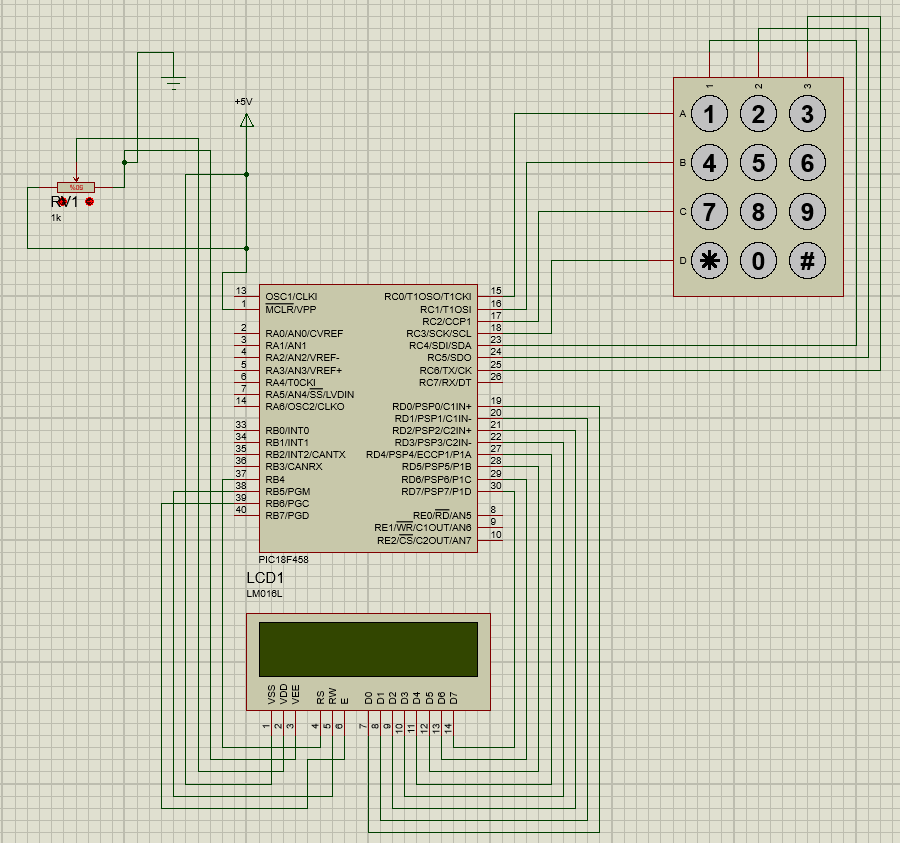 +5V
50%
RV1
1k
1 2 3
A 1 2 3
B 4 5 6
C 7 8 9
D * 0 #
13 OSC1/CLKI RC0/T1OSO/T1CKI 15
1 MCLR/VPP RC1/T1OSI 16
RC2/CCP1 17
2 RA0/AN0/CVREF RC3/SCK/SCL 18
3 RA1/AN1 RC4/SDI/SDA 23
4 RA2/AN2/VREF- RC5/SDO 24
5 RA3/AN3/VREF+ RC6/TX/CK 25
6 RA4/T0CKI RC7/RX/DT 26
7 RA5/AN4/SS/LVDIN
14 RA6/OSC2/CLKO RD0/PSP0/C1IN+ 19
RD1/PSP1/C1IN- 20
33 RB0/INT0 RD2/PSP2/C2IN+ 21
34 RB1/INT1 RD3/PSP3/C2IN- 22
35 RB2/INT2/CANTX RD4/PSP4/ECCP1/P1A 27
36 RB3/CANRX RD5/PSP5/P1B 28
37 RB4 RD6/PSP6/P1C 29
38 RB5/PGM RD7/PSP7/P1D 30
39 RB6/PGC
40 RB7/PGD RE0/RD/AN5 8
RE1/WR/C1OUT/AN6 9
RE2/CS/C2OUT/AN7 10
PIC18F458
LCD1
LM016L
VSS VDD VEE RS RW E D0 D1 D2 D3 D4 D5 D6 D7
1 2 3 4 5 6 7 8 9 10 11 12 13 14